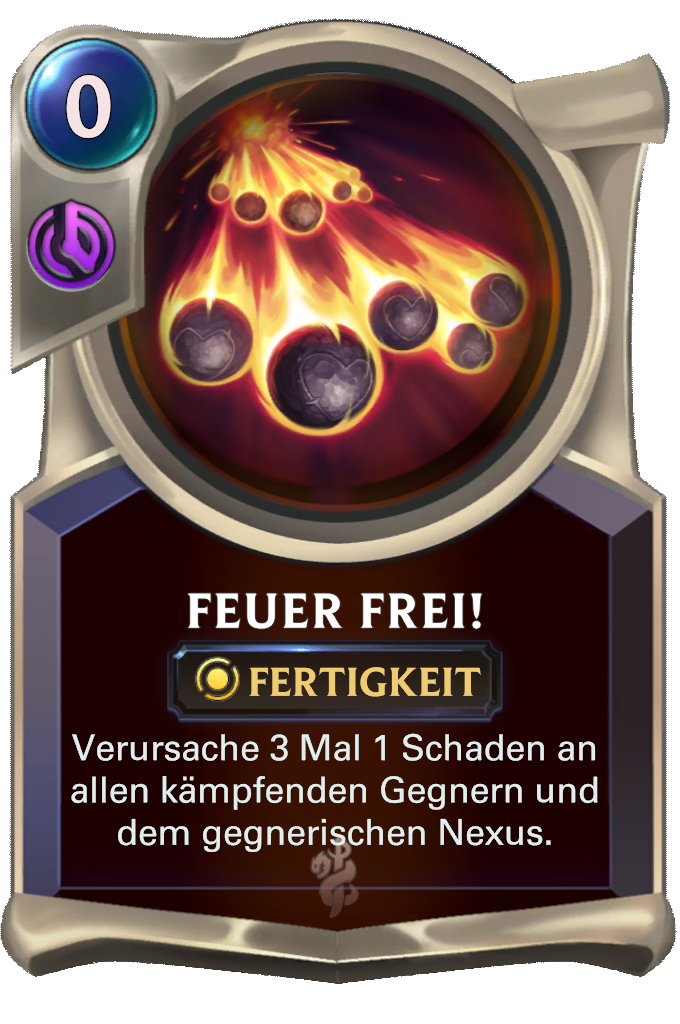 0
FEUER FREI!
FERTIGKEIT
Verursache 3 Mal 1 Schaden an
allen kämpfenden Gegnern und
dem gegnerischen Nexus.